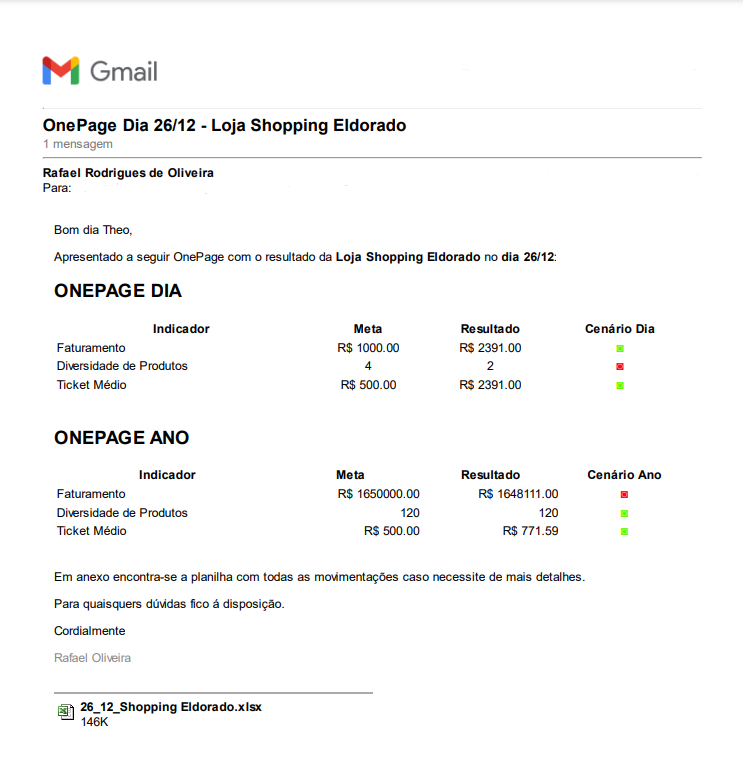 Gmail
OnePage Dia 26/12 - Loja Shopping Eldorado
1 mensagem
Rafael Rodrigues de Oliveira
Para:
Bom dia Theo,
Apresentado a seguir OnePage com o resultado da Loja Shopping Eldorado no dia 26/12:
ONEPAGE DIA
Indicador Meta Resultado Cenário Dia
Faturamento R$ 1000.00 R$ 2391.00
Diversidade de Produtos 4 2
Ticket Médio R$ 500.00 R$ 2391.00
ONEPAGE ANO
Indicador Meta Resultado Cenário Ano
Faturamento R$ 1650000.00 R$ 1648111.00
Diversidade de Produtos 120 120
Ticket Médio R$ 500.00 R$ 771.59
Em anexo encontra-se a planilha com todas as movimentações caso necessite de mais detalhes.
Para quaisquers dúvidas fico á disposição.
Cordialmente
Rafael Oliveira
26_12_Shopping Eldorado.xlsx
146K